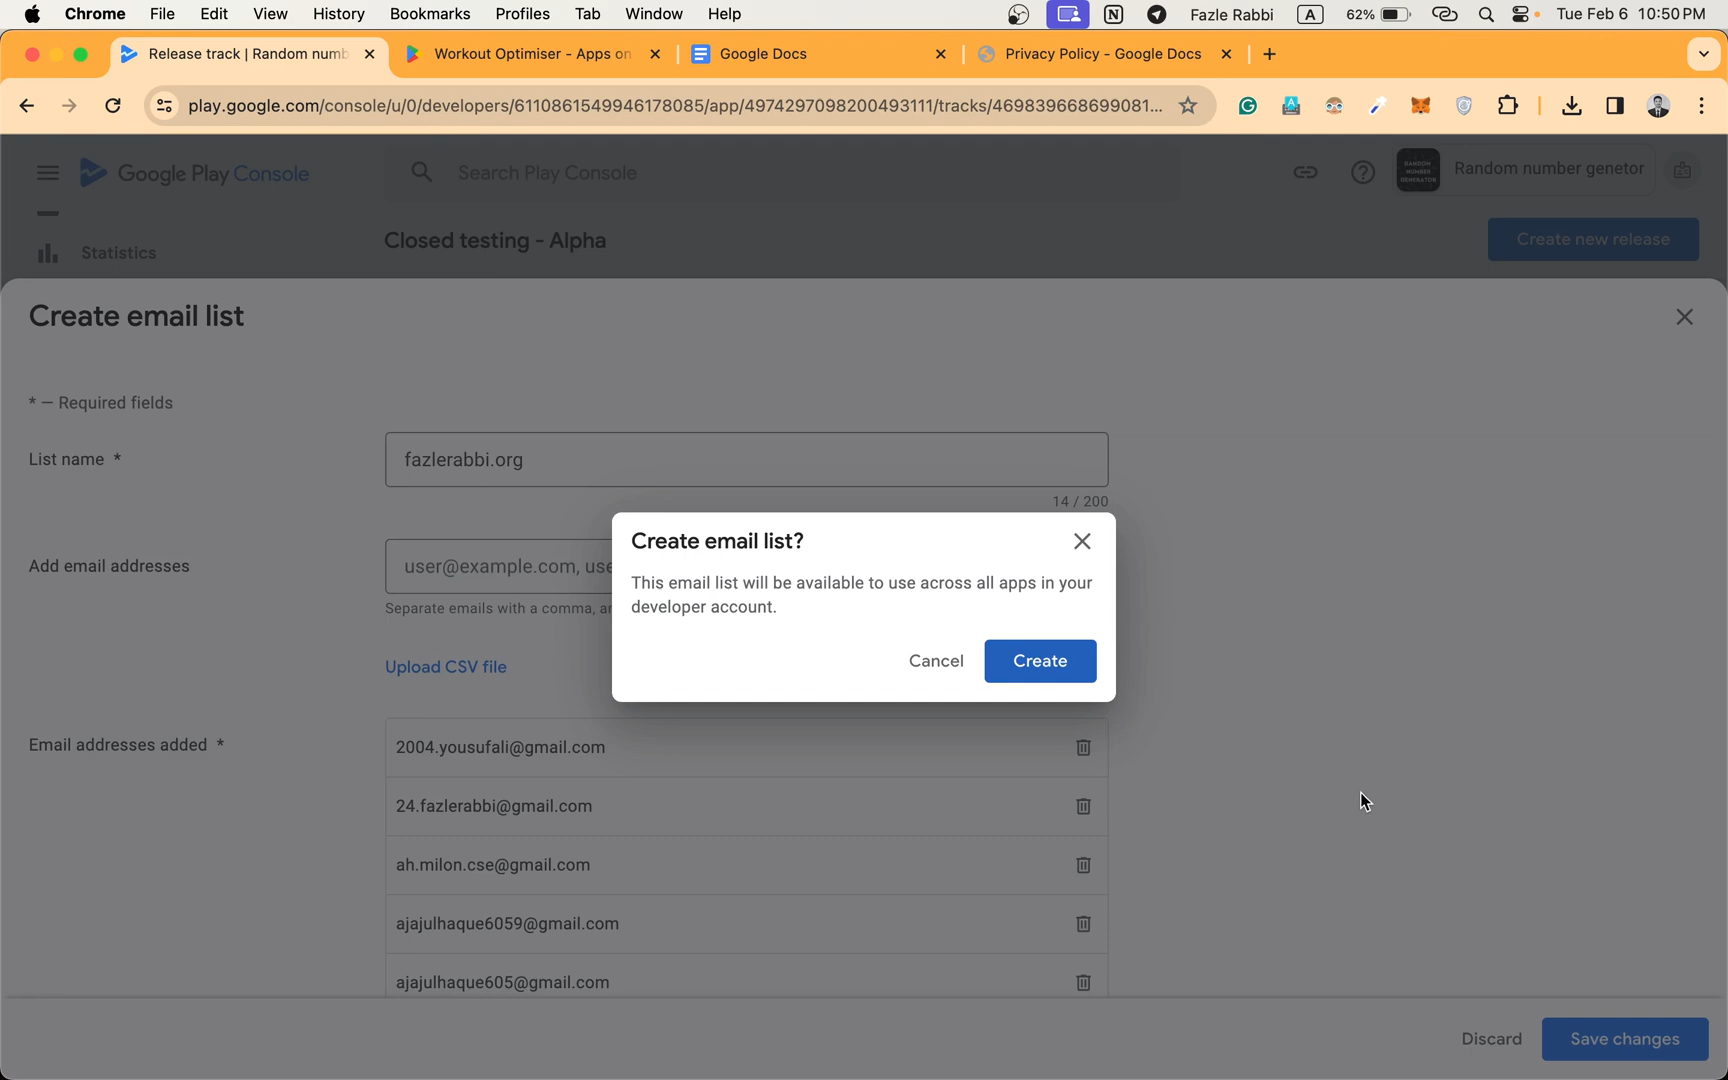 Chrome File Edit View History Bookmarks Profiles Tab Window Help Fazle Rabbi A 62% Tue Feb 6 10:50 PM
Release track | Random numb
Workout Optimiser - Apps on
Google Docs
Privacy Policy - Google Docs
play.google.com/console/u/0/developers/6110861549946178085/app/4974297098200493111/tracks/469839668699081...
Google Play Console
Search Play Console
RANDOM NUMBER GENERATOR
Random number genetor
Statistics
Closed testing - Alpha
Create new release
Create email list
* — Required fields
List name *
fazlerabbi.org
14 / 200
Create email list?
This email list will be available to use across all apps in your
developer account.
Cancel
Create
Add email addresses
user@example.com, use
Separate emails with a comma, a
Upload CSV file
Email addresses added *
2004.yousufali@gmail.com
24.fazlerabbi@gmail.com
ah.milon.cse@gmail.com
ajajulhaque6059@gmail.com
ajajulhaque605@gmail.com
Discard
Save changes